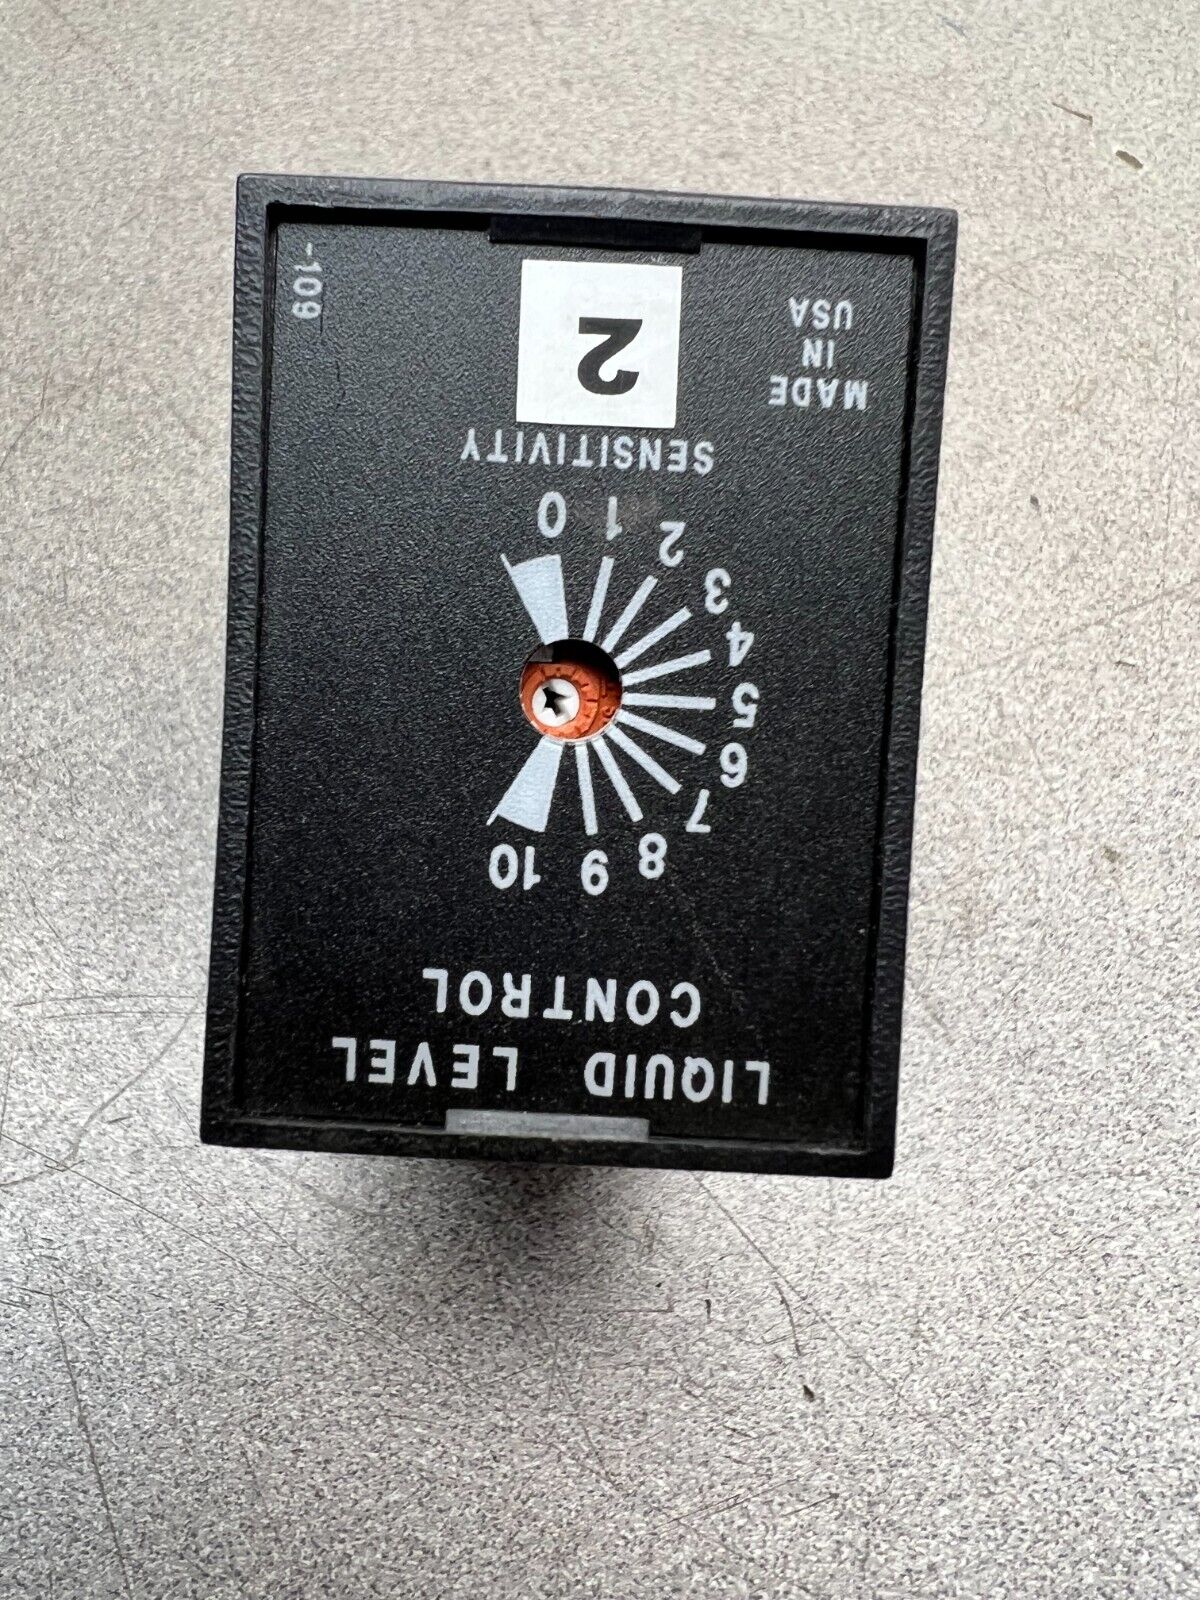 LIQUID LEVEL
CONTROL
10 9 8 7 6 5 4 3 2 1 0
SENSITIVITY
2
MADE
IN
USA
-109